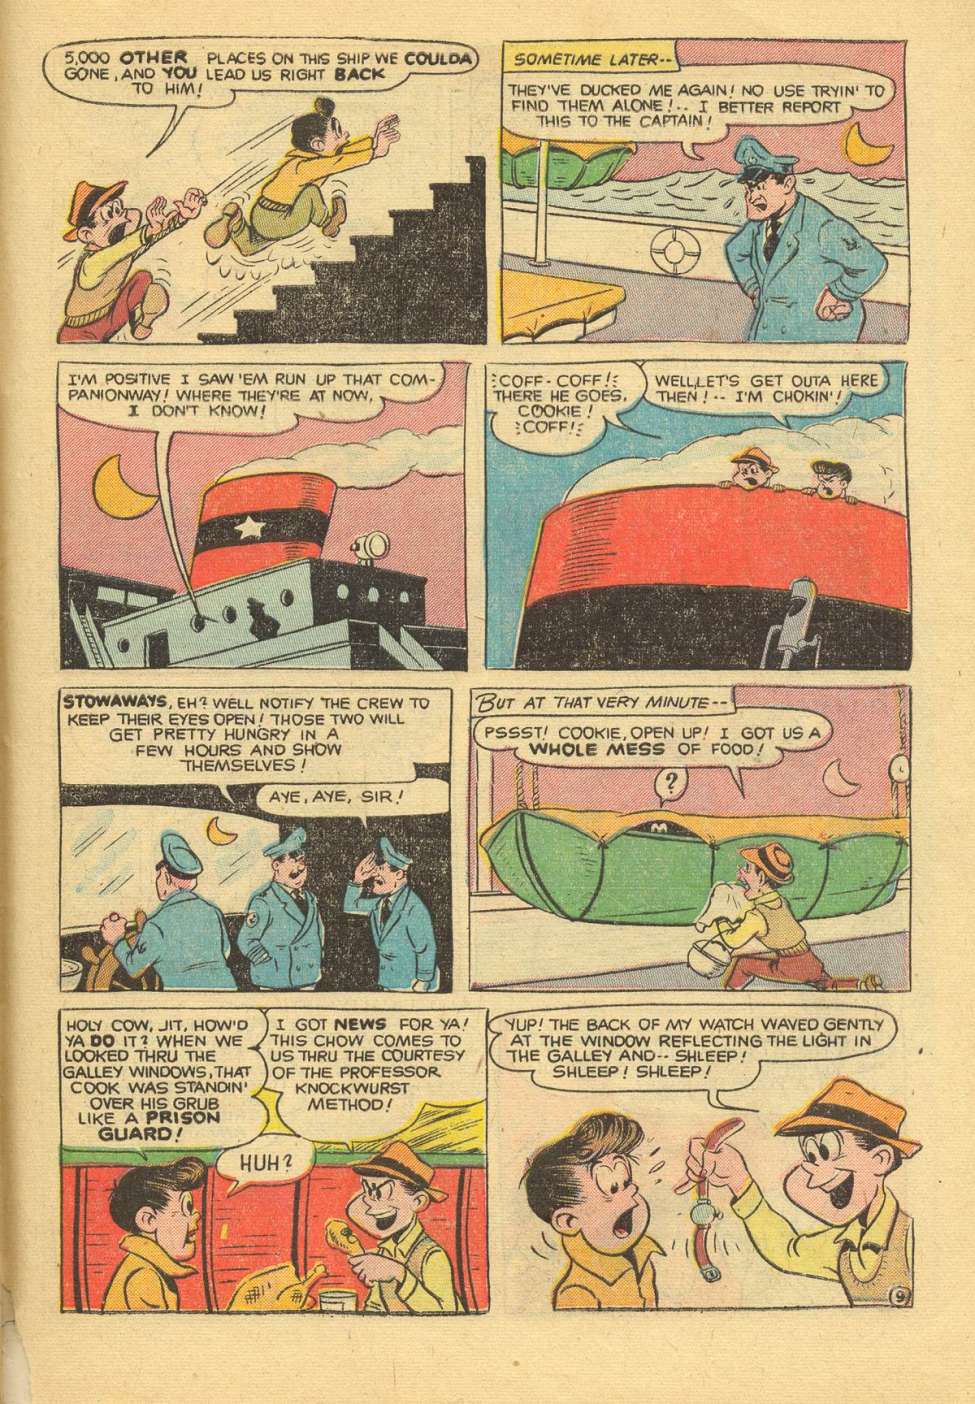 5,000 OTHER PLACES ON THIS SHIP WE COULDA
GONE, AND YOU LEAD US RIGHT BACK
TO HIM!
SOMETIME LATER--
THEY'VE DUCKED ME AGAIN! NO USE TRYIN' TO
FIND THEM ALONE!-- I BETTER REPORT
THIS TO THE CAPTAIN!
I'M POSITIVE I SAW 'EM RUN UP THAT COM-
PANIONWAY! WHERE THEY'RE AT NOW,
I DON'T KNOW!
COFF-COFF!
THERE HE GOES,
COOKIE!
COFF!
WELL, LET'S GET OUTA HERE
THEN!-- I'M CHOKIN'!
STOWAWAYS, EH? WELL NOTIFY THE CREW TO
KEEP THEIR EYES OPEN! THOSE TWO WILL
GET PRETTY HUNGRY IN A
FEW HOURS AND SHOW
THEMSELVES!
AYE, AYE, SIR!
BUT AT THAT VERY MINUTE--
PSSST! COOKIE, OPEN UP! I GOT US A
WHOLE MESS OF FOOD!
?
HOLY COW, JIT, HOW'D
YA DO IT? WHEN WE
LOOKED THRU THE
GALLEY WINDOWS, THAT
COOK WAS STANDIN'
OVER HIS GRUB
LIKE A PRISON
GUARD!
I GOT NEWS FOR YA!
THIS CHOW COMES TO
US THRU THE COURTESY
OF THE PROFESSOR
KNOCKWURST
METHOD!
HUH?
YUP! THE BACK OF MY WATCH WAVED GENTLY
AT THE WINDOW REFLECTING THE LIGHT IN
THE GALLEY AND-- SHLEEP!
SHLEEP! SHLEEP!
9